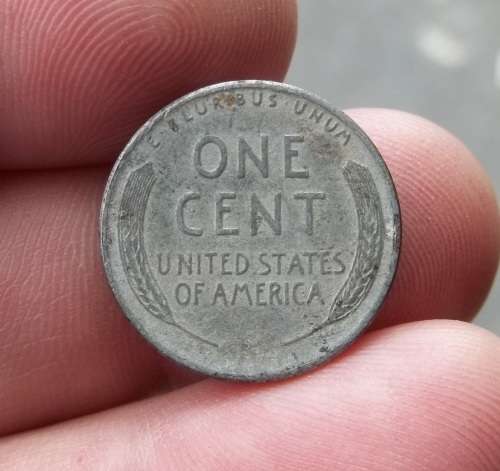 E PLURIBUS UNUM
ONE
CENT
UNITED STATES
OF AMERICA